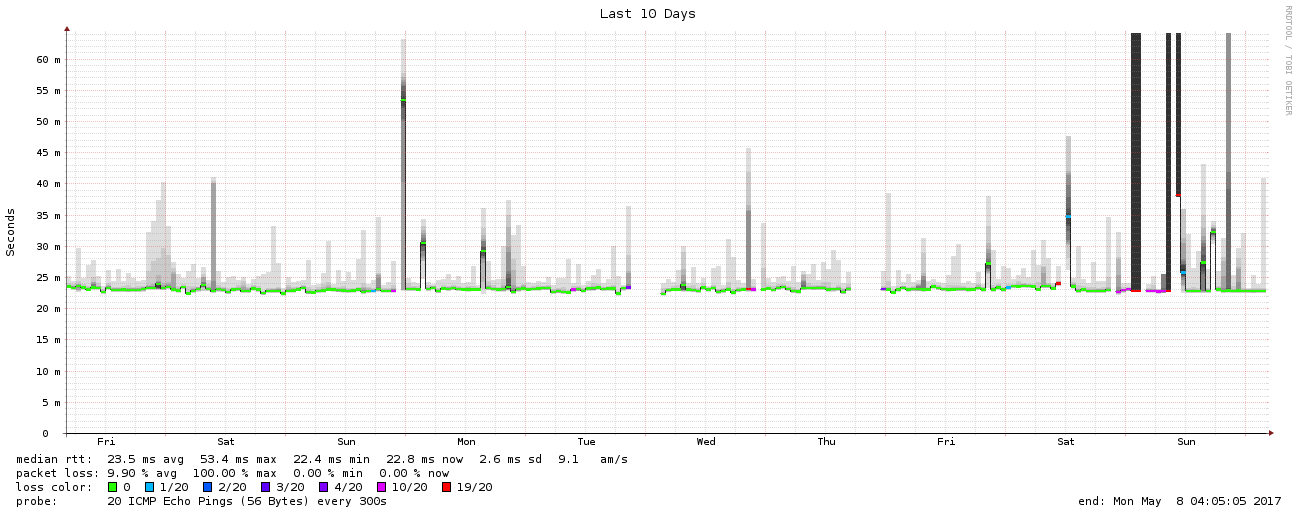 Last 10 Days
RRDTOOL / TOBI OETIKER
Seconds
60 m
55 m
50 m
45 m
40 m
35 m
30 m
25 m
20 m
15 m
10 m
5 m
0
Fri Sat Sun Mon Tue Wed Thu Fri Sat Sun
median rtt: 23.5 ms avg 53.4 ms max 22.4 ms min 22.8 ms now 2.6 ms sd 9.1 am/s
packet loss: 9.90 % avg 100.00 % max 0.00 % min 0.00 % now
loss color: 0 1/20 2/20 3/20 4/20 10/20 19/20
probe: 20 ICMP Echo Pings (56 Bytes) every 300s end: Mon May 8 04:05:05 2017